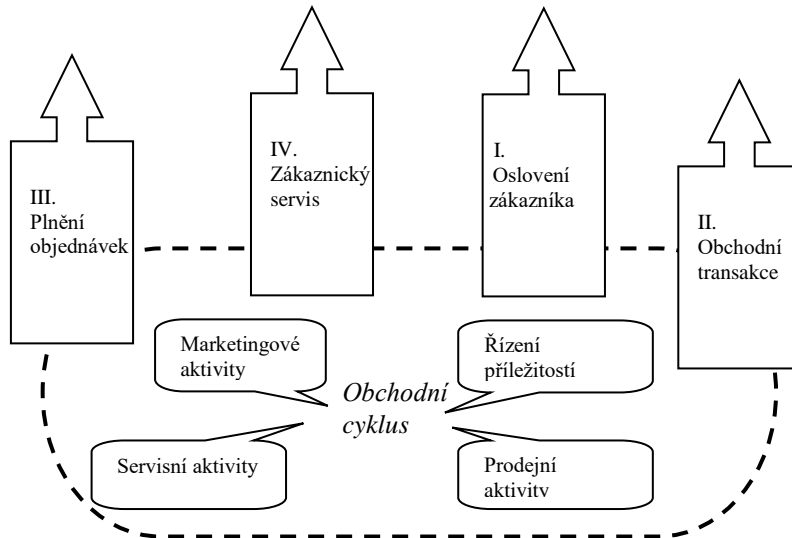 IV.
Zákaznický
servis
I.
Oslovení
zákazníka
III.
Plnění
objednávek
II.
Obchodní
transakce
Marketingové
aktivity
Řízení
příležitostí
Obchodní
cyklus
Servisní aktivity
Prodejní
aktivitv